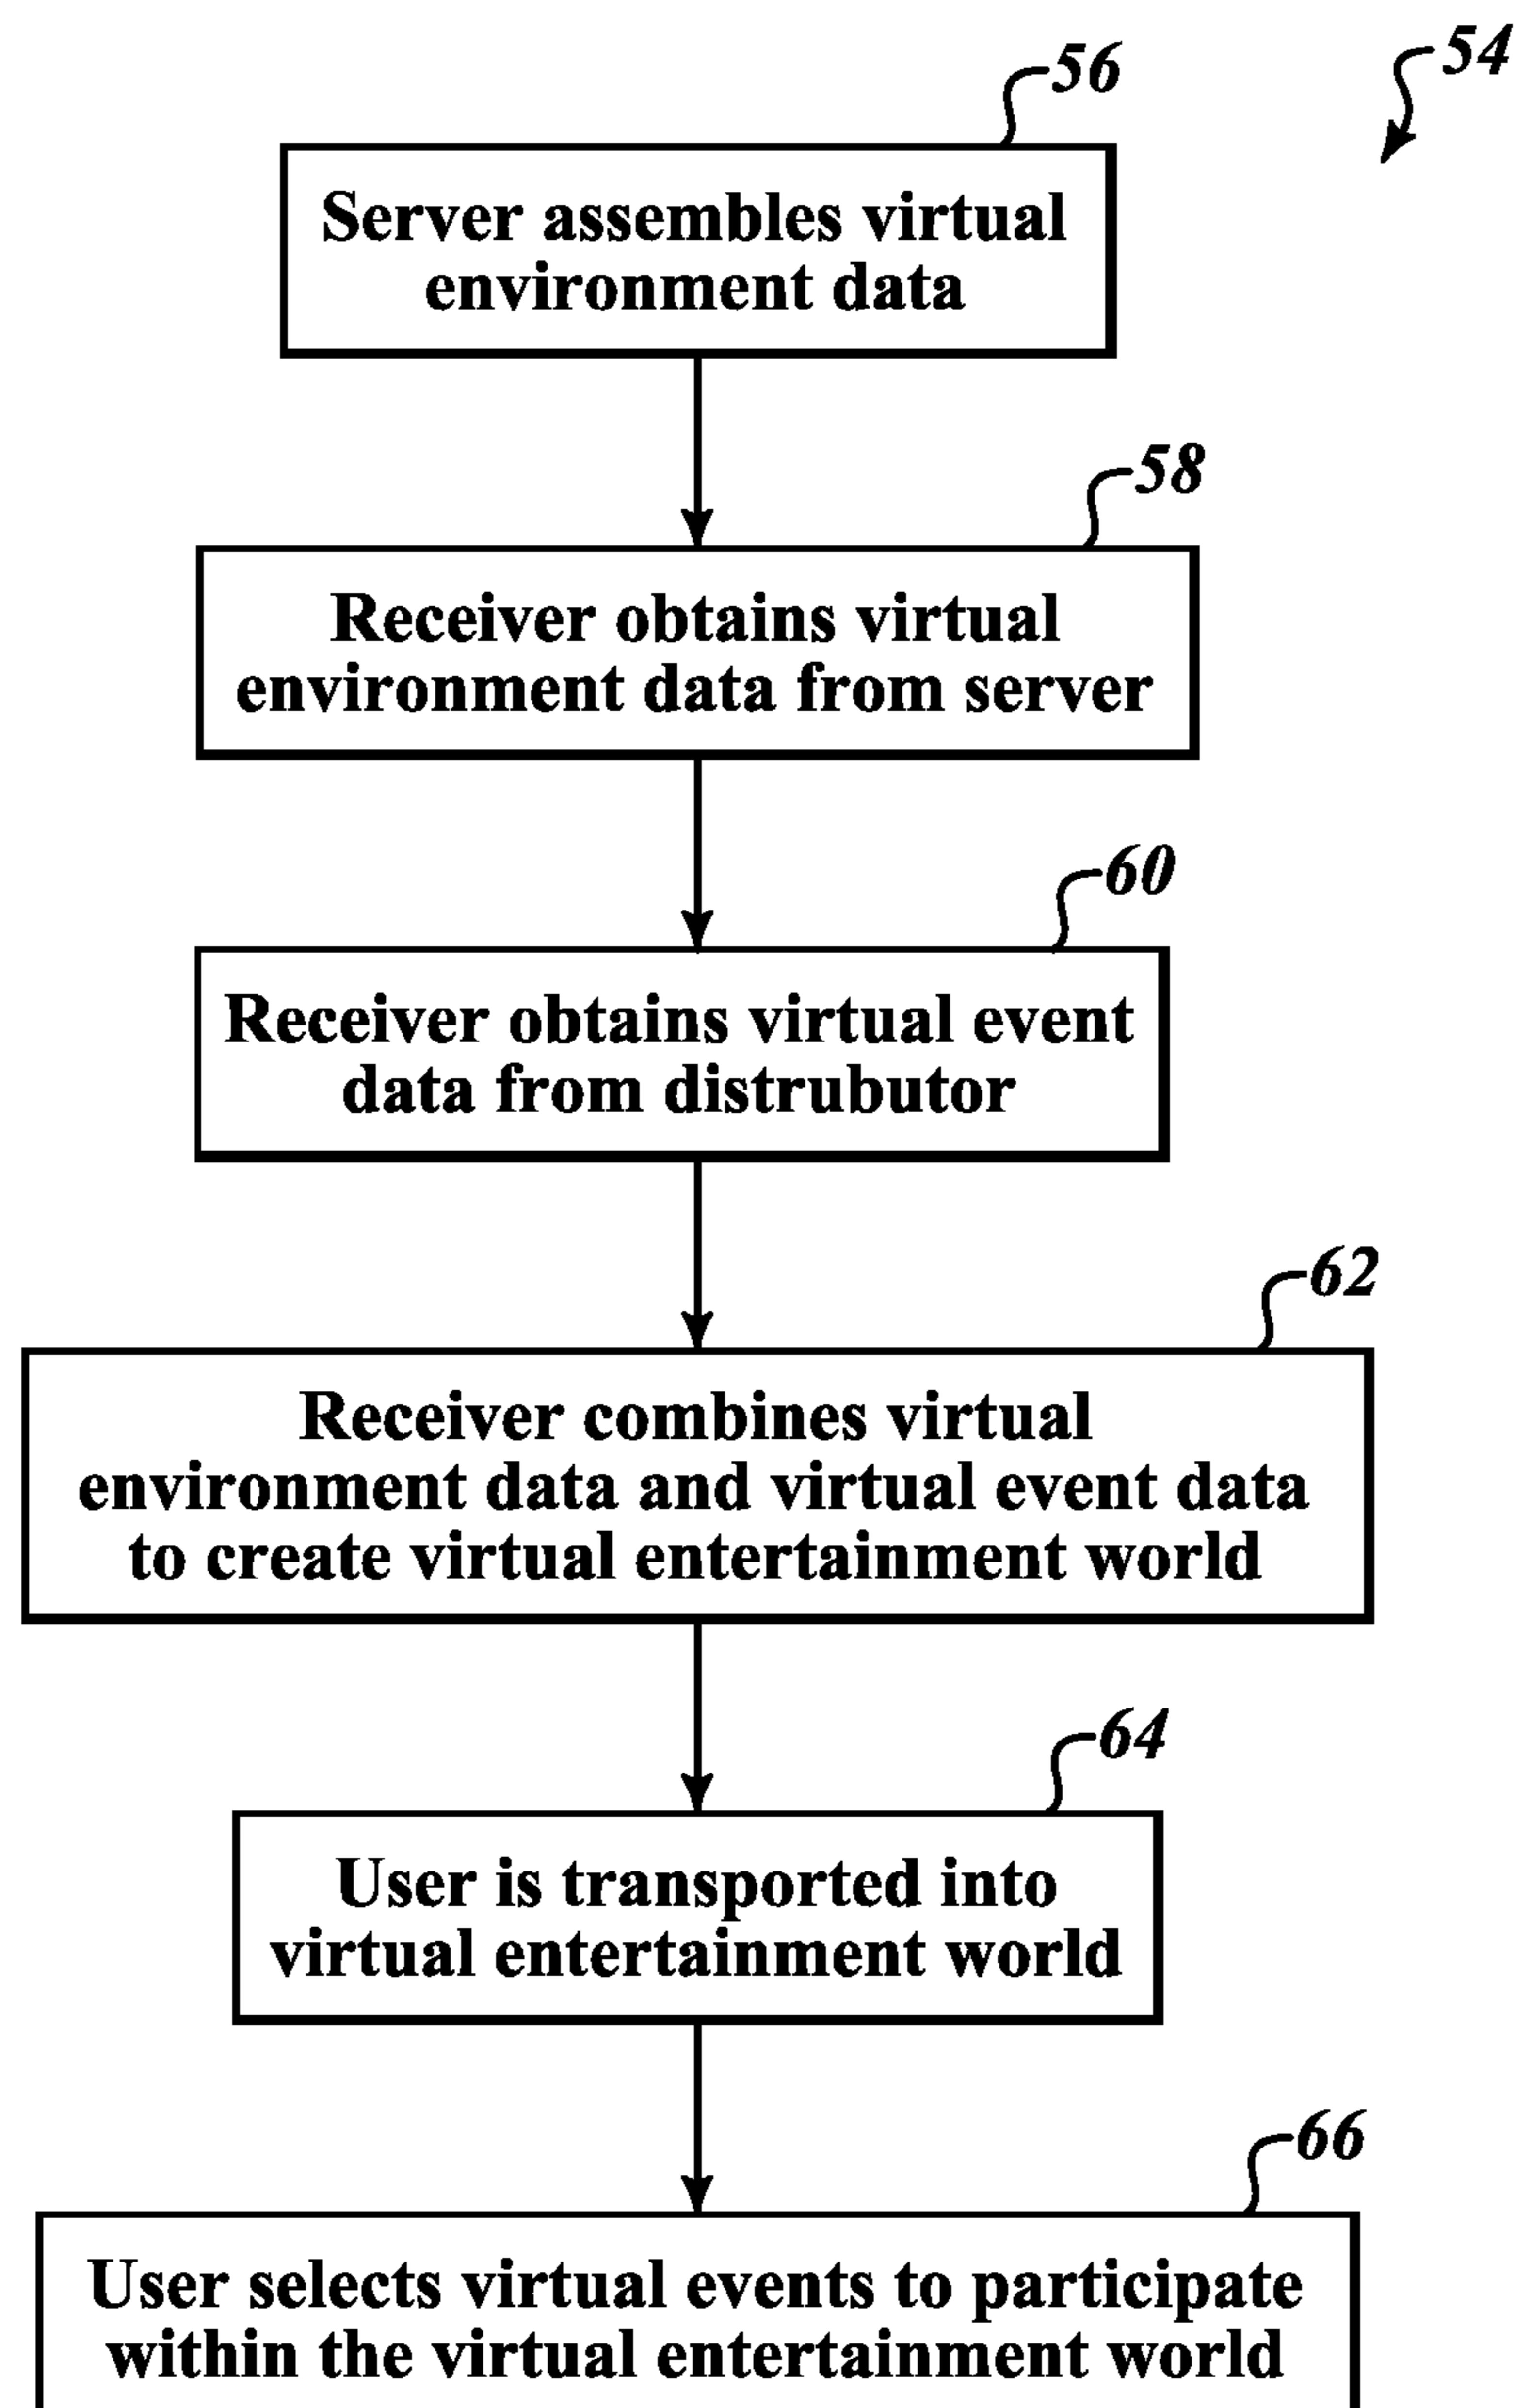 54
56
Server assembles virtual
environment data
58
Receiver obtains virtual
environment data from server
60
Receiver obtains virtual event
data from distrubutor
62
Receiver combines virtual
environment data and virtual event data
to create virtual entertainment world
64
User is transported into
virtual entertainment world
66
User selects virtual events to participate
within the virtual entertainment world